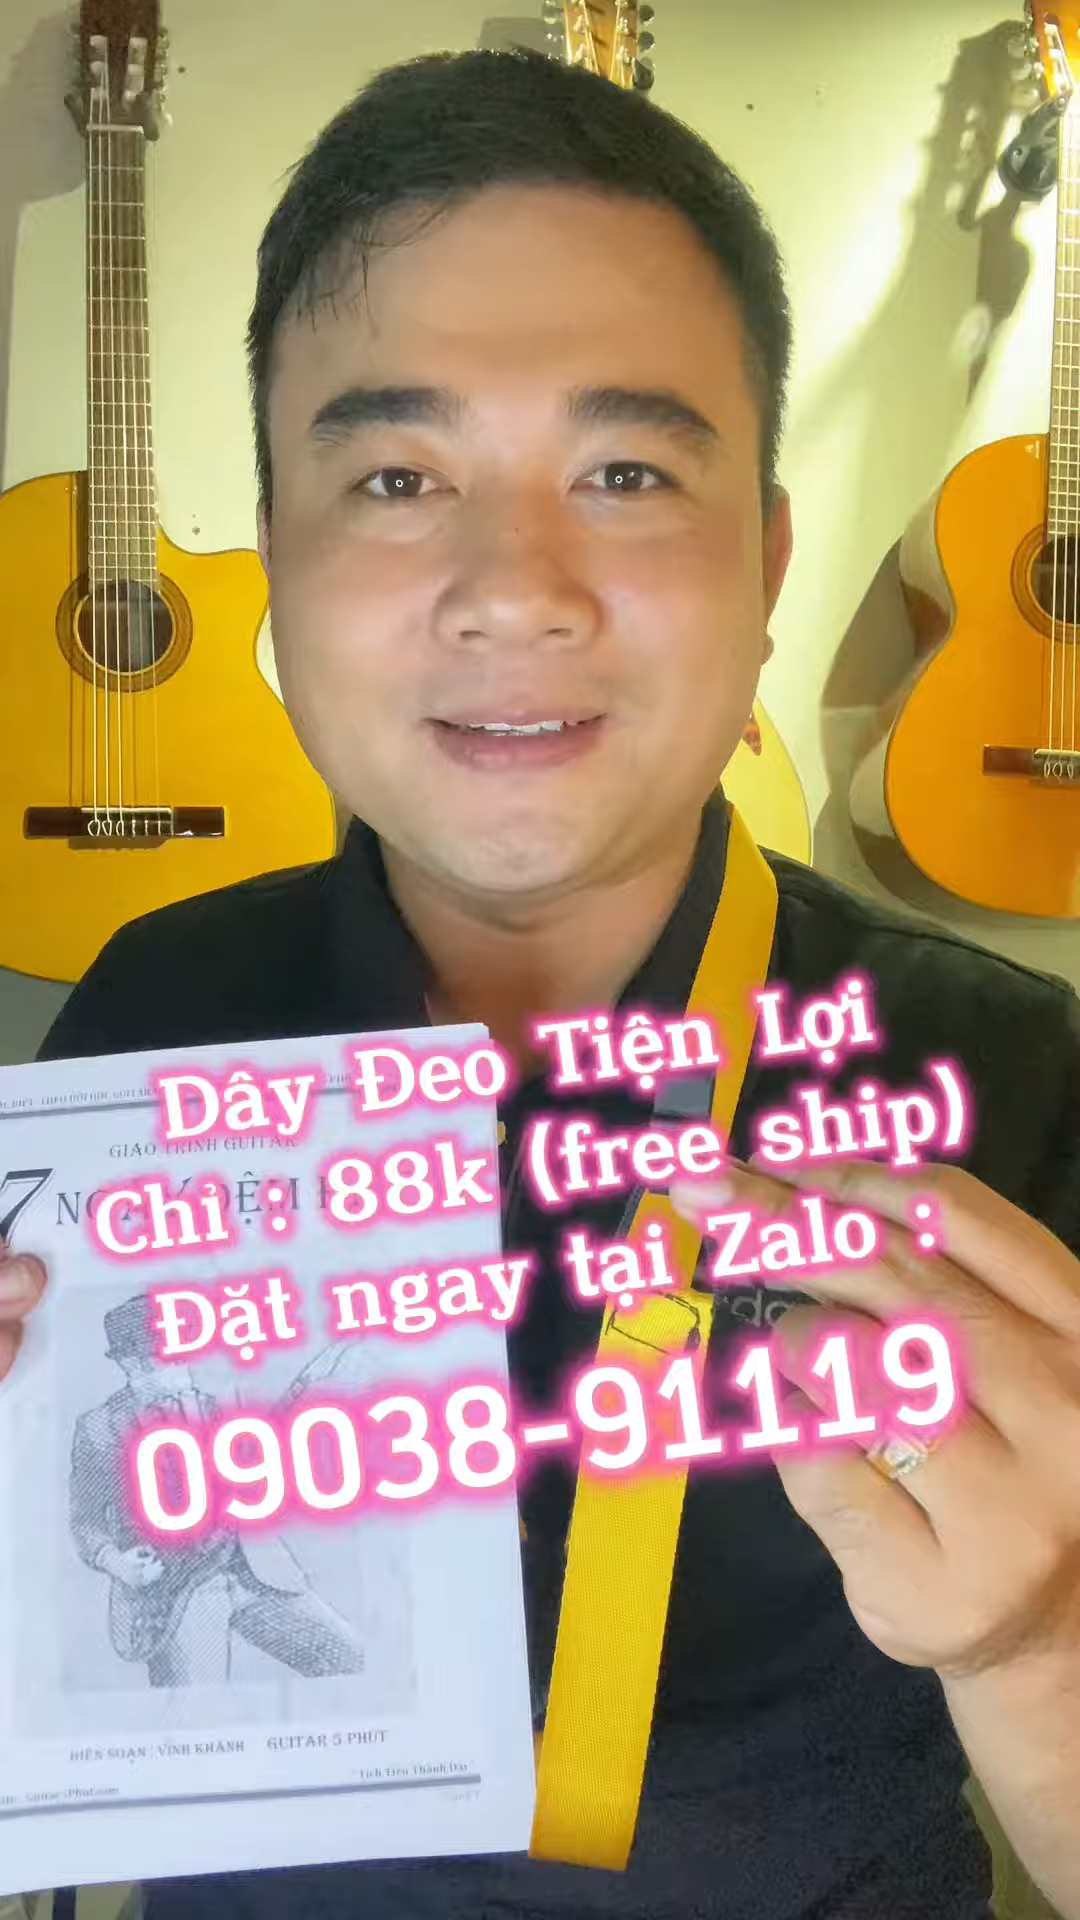 Dây Đeo Tiện Lợi
Chỉ : 88k (free ship)
Đặt ngay tại Zalo :
09038-91119
GIÁO TRÌNH GUITAR
7
BIÊN SOẠN : VĨNH KHÁNH GUITAR 5 PHÚT